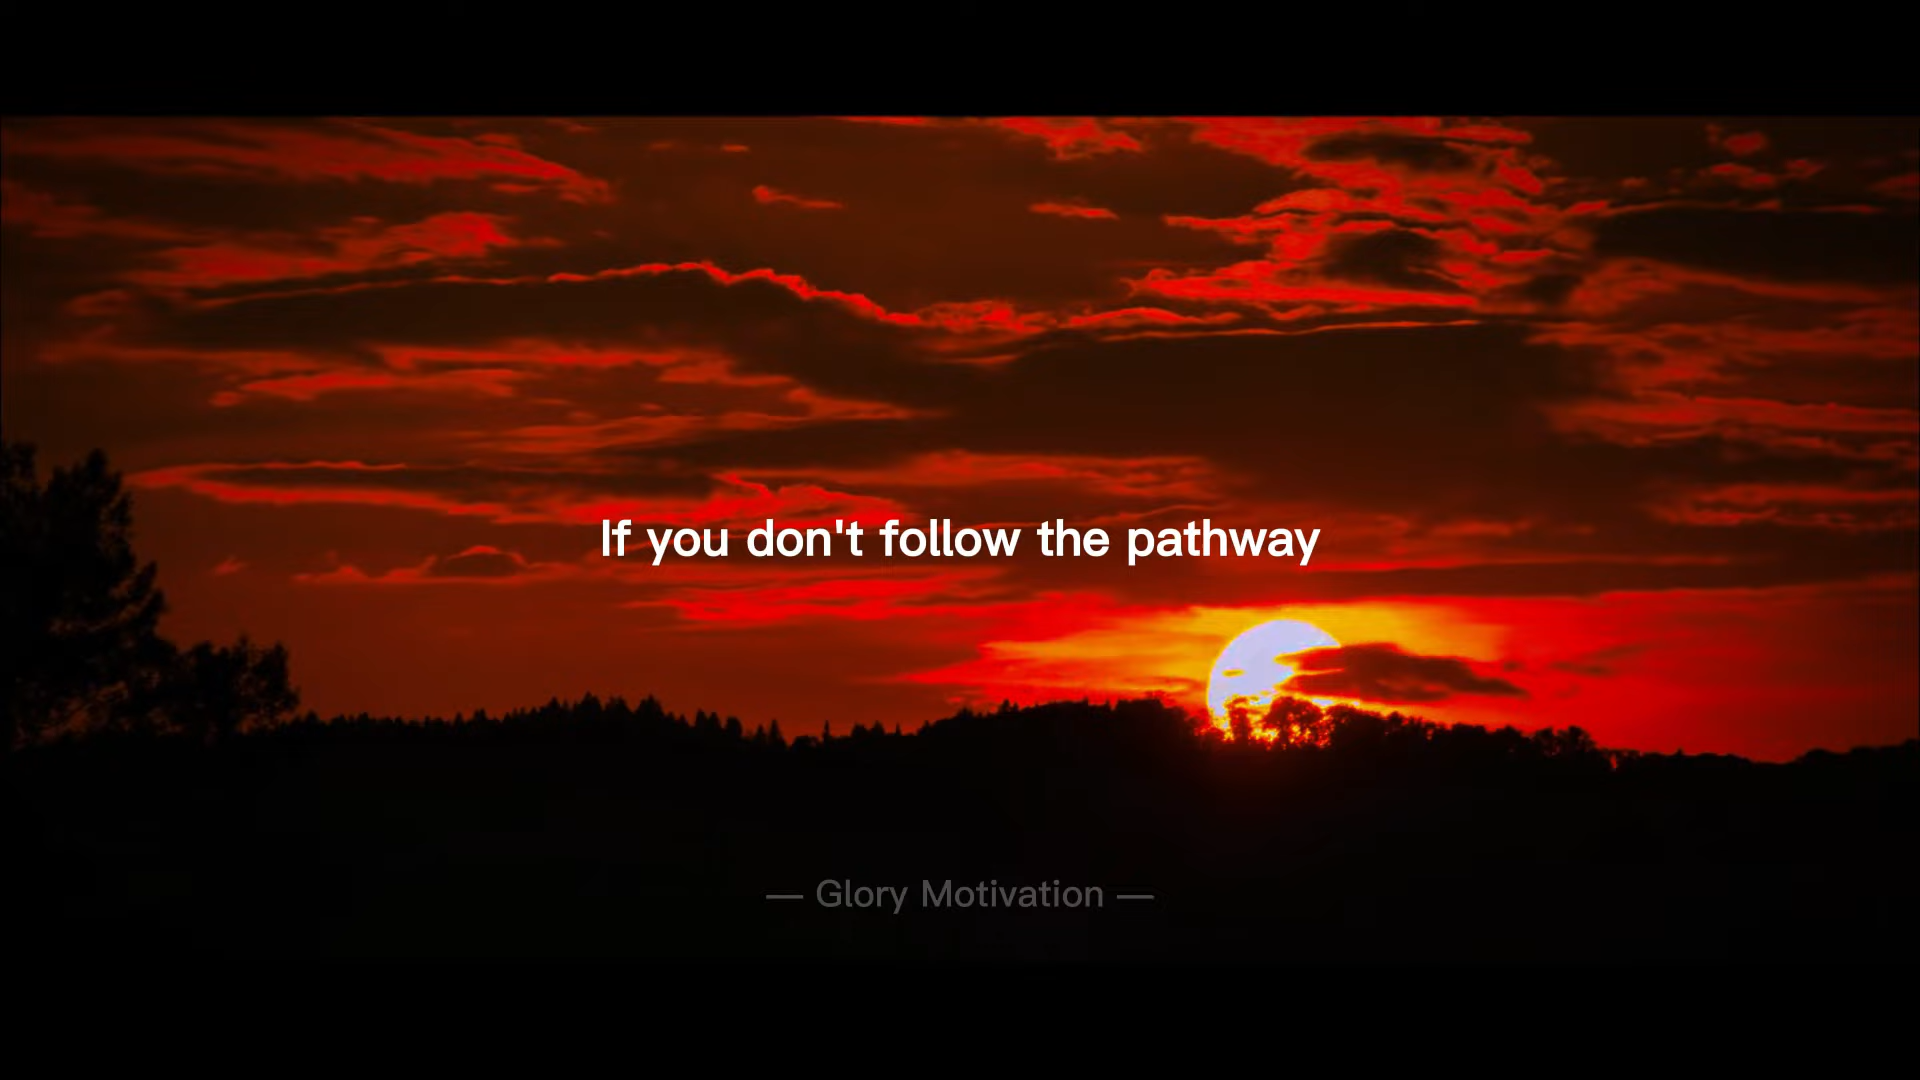 If you don't follow the pathway
— Glory Motivation —